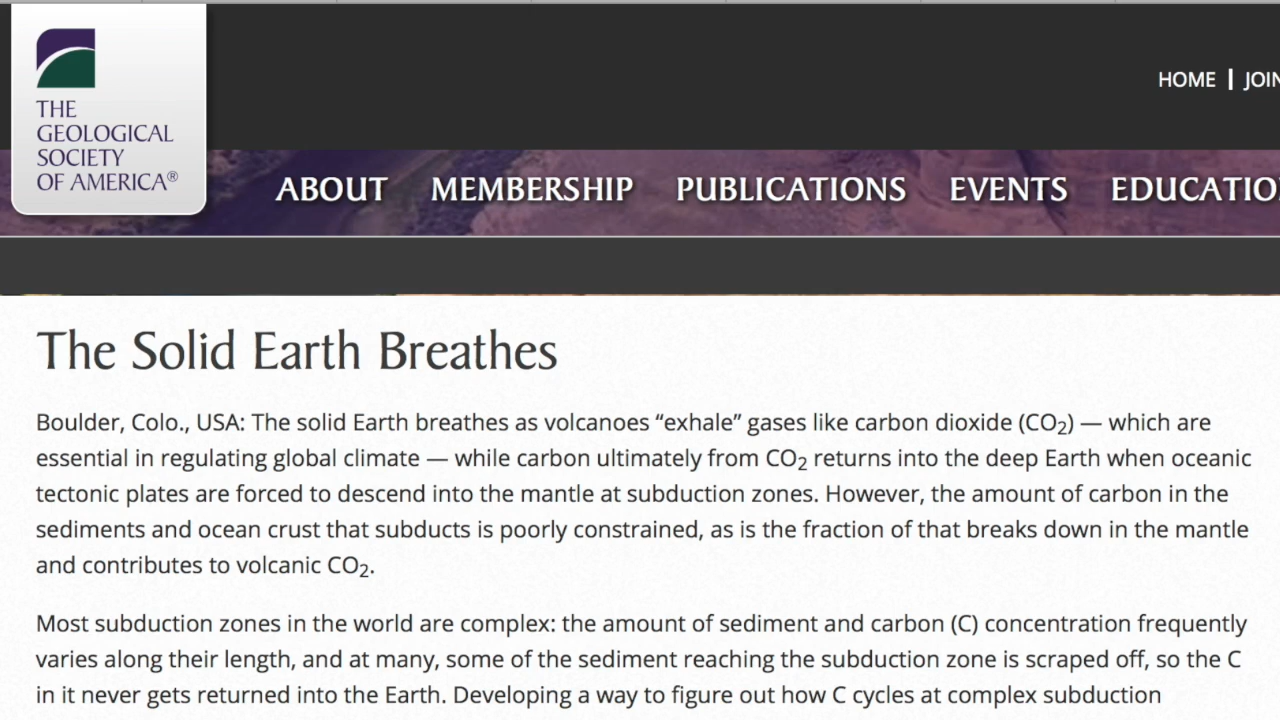 THE
GEOLOGICAL
SOCIETY
OF AMERICA®
HOME | JOIN
ABOUT MEMBERSHIP PUBLICATIONS EVENTS EDUCATIO
The Solid Earth Breathes
Boulder, Colo., USA: The solid Earth breathes as volcanoes “exhale” gases like carbon dioxide (CO₂) — which are
essential in regulating global climate — while carbon ultimately from CO₂ returns into the deep Earth when oceanic
tectonic plates are forced to descend into the mantle at subduction zones. However, the amount of carbon in the
sediments and ocean crust that subducts is poorly constrained, as is the fraction of that breaks down in the mantle
and contributes to volcanic CO₂.
Most subduction zones in the world are complex: the amount of sediment and carbon (C) concentration frequently
varies along their length, and at many, some of the sediment reaching the subduction zone is scraped off, so the C
in it never gets returned into the Earth. Developing a way to figure out how C cycles at complex subduction